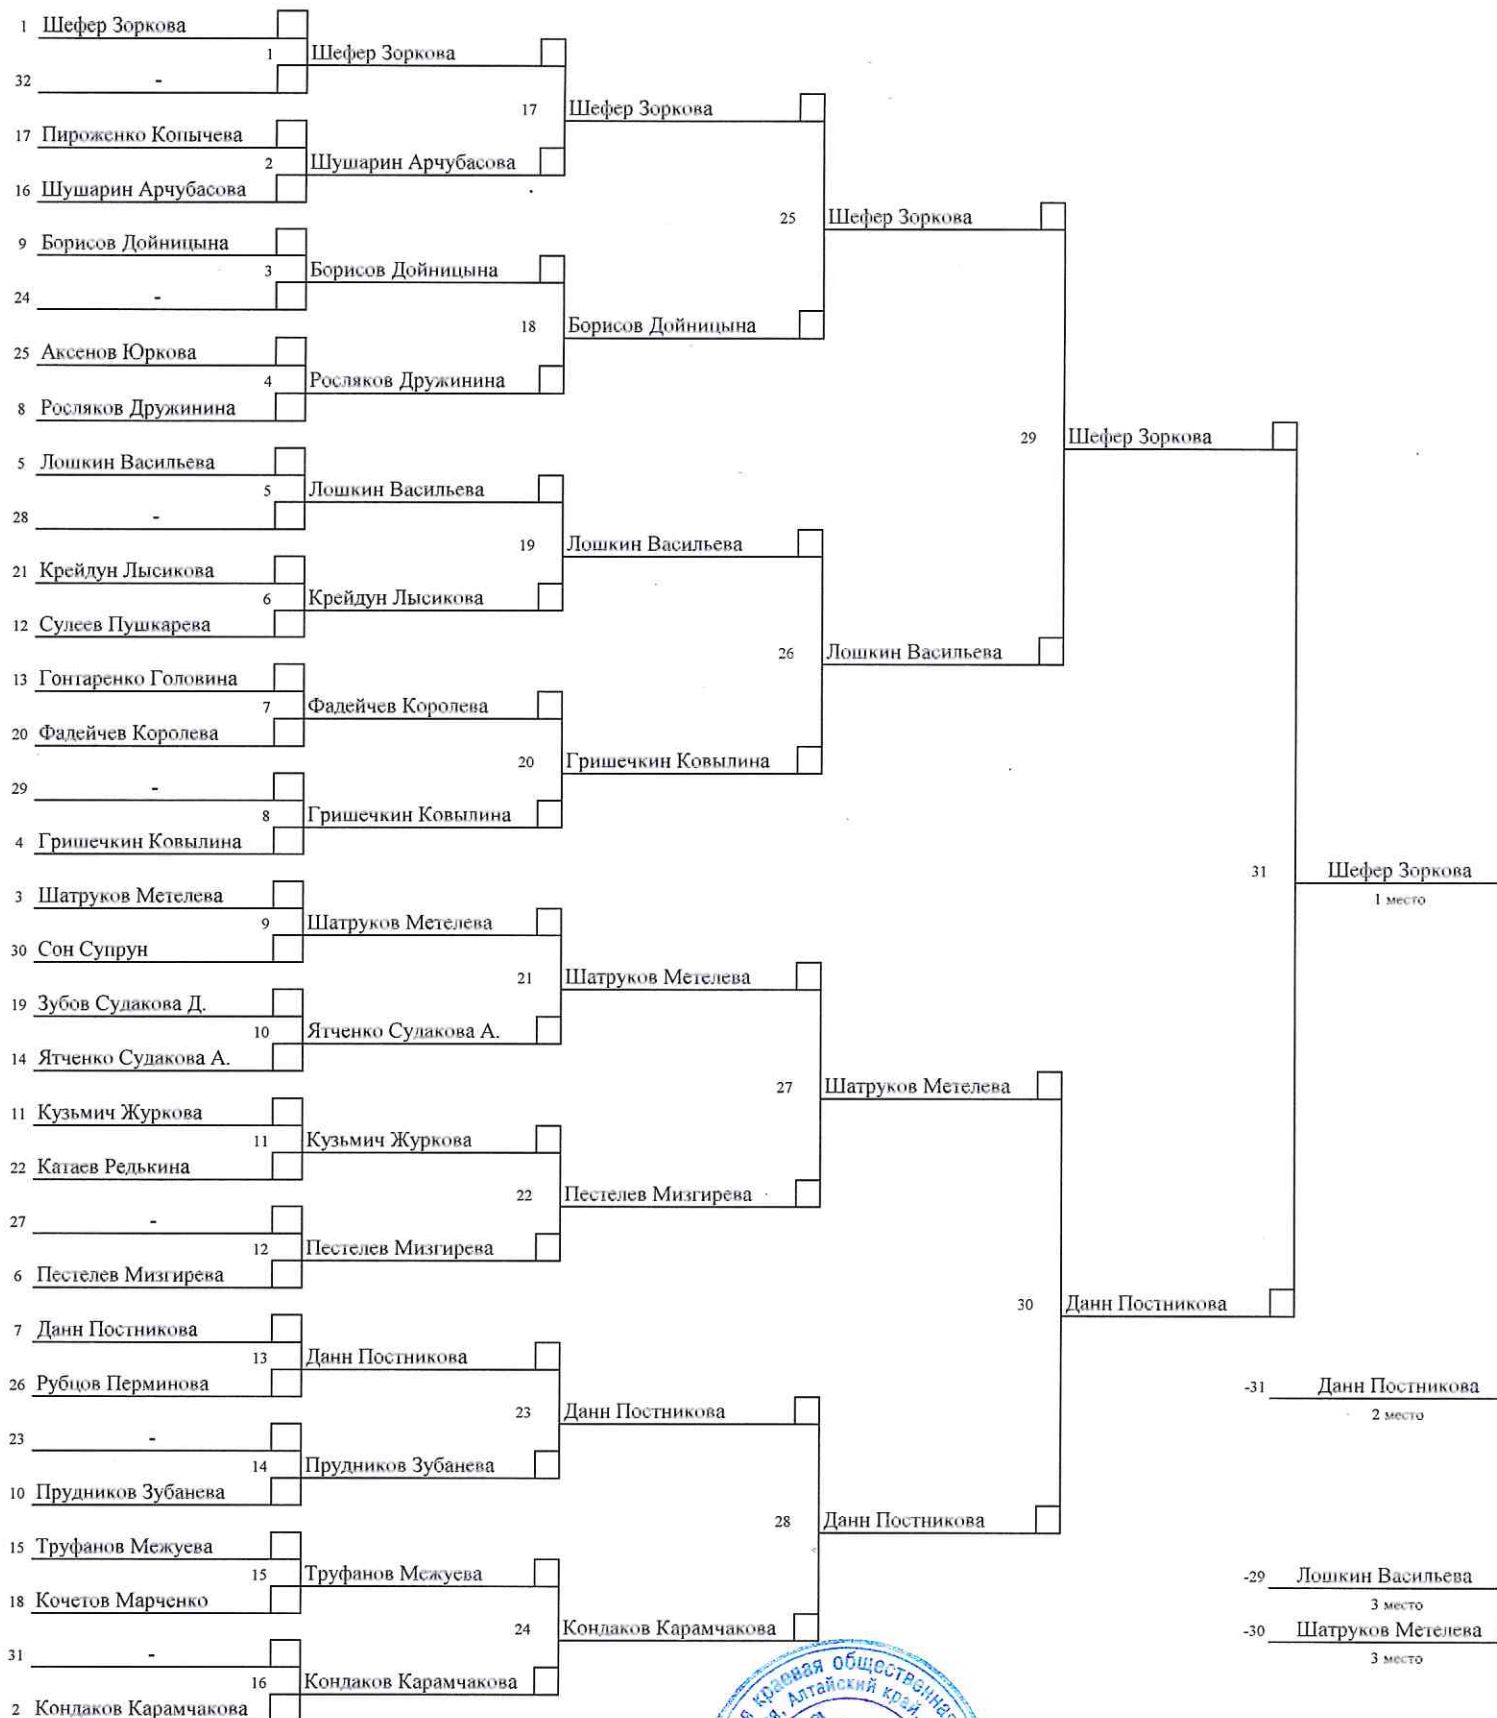 1 Шефер Зоркова
1 Шефер Зоркова
32 -
17 Шефер Зоркова
17 Пироженко Копычева
2 Шушарин Арчубасова
16 Шушарин Арчубасова
25 Шефер Зоркова
9 Борисов Дойницына
3 Борисов Дойницына
24 -
18 Борисов Дойницына
25 Аксенов Юркова
4 Росляков Дружинина
8 Росляков Дружинина
29 Шефер Зоркова
5 Лошкин Васильева
5 Лошкин Васильева
28 -
19 Лошкин Васильева
21 Крейдун Лысикова
6 Крейдун Лысикова
12 Сулеев Пушкарева
26 Лошкин Васильева
13 Гонтаренко Головина
7 Фадейчев Королева
20 Фадейчев Королева
20 Гришечкин Ковылина
29 -
8 Гришечкин Ковылина
4 Гришечкин Ковылина
31 Шефер Зоркова
1 место
3 Шатруков Метелева
9 Шатруков Метелева
30 Сон Супрун
21 Шатруков Метелева
19 Зубов Судакова Д.
10 Ятченко Судакова А.
14 Ятченко Судакова А.
27 Шатруков Метелева
11 Кузьмич Журкова
11 Кузьмич Журкова
22 Катаев Редькина
22 Пестелев Мизгирева
27 -
12 Пестелев Мизгирева
6 Пестелев Мизгирева
30 Данн Постникова
7 Данн Постникова
13 Данн Постникова
26 Рубцов Перминова
-31 Данн Постникова
2 место
23 Данн Постникова
23 -
14 Прудников Зубанева
10 Прудников Зубанева
28 Данн Постникова
15 Труфанов Межуева
15 Труфанов Межуева
18 Кочетов Марченко
-29 Лошкин Васильева
3 место
24 Кондаков Карамчакова
-30 Шатруков Метелева
3 место
31 -
16 Кондаков Карамчакова
2 Кондаков Карамчакова
краевая общественная
Алтайский край